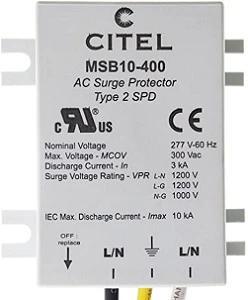 CITEL
MSB10-400
AC Surge Protector
Type 2 SPD
c UL US
Nominal Voltage 277 V-60 Hz
Max. Voltage - MCOV 300 Vac
Discharge Current - In 3 kA
Surge Voltage Rating - VPR L-N 1200 V
L-G 1200 V
N-G 1000 V
IEC Max. Discharge Current - Imax 10 kA
OFF :
replace
L/N L/N